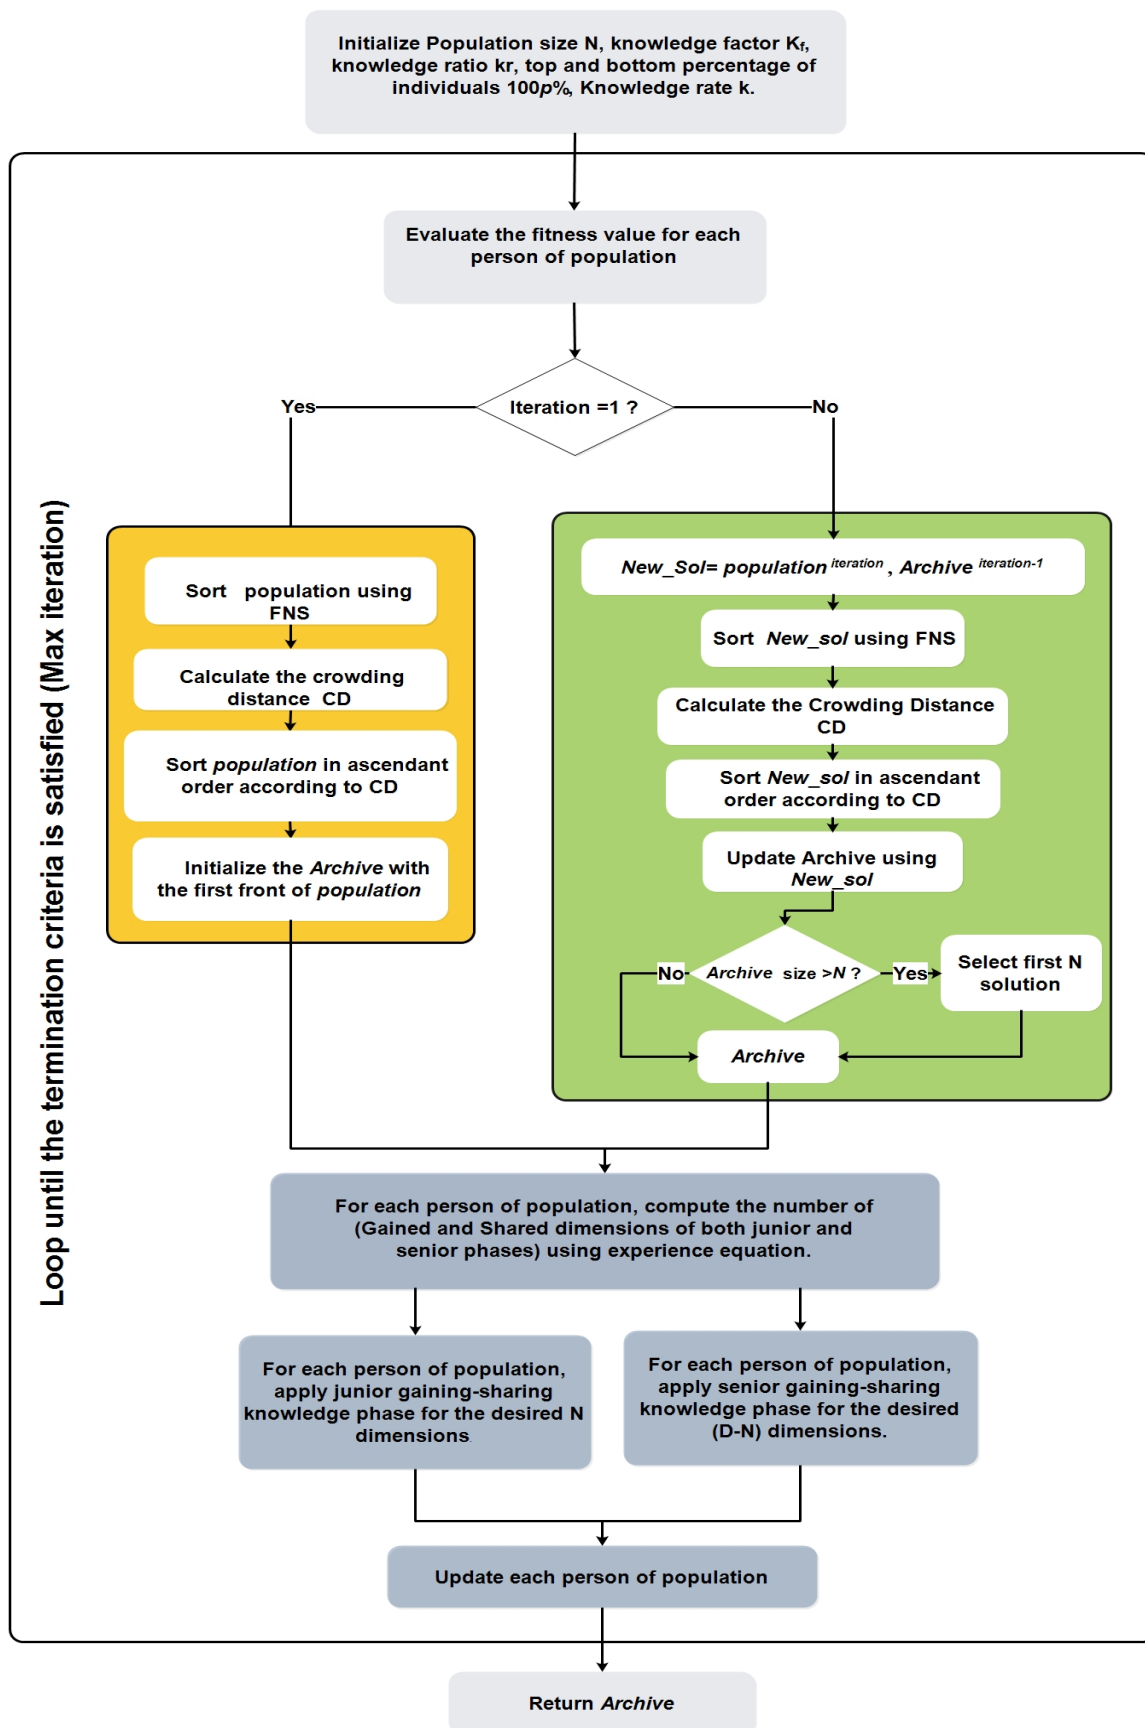 Initialize Population size N, knowledge factor Kf,
knowledge ratio kr, top and bottom percentage of
individuals 100p%, Knowledge rate k.
Evaluate the fitness value for each
person of population
Iteration =1 ?
Yes
No
Loop until the termination criteria is satisfied (Max iteration)
Sort population using
FNS
Calculate the crowding
distance CD
Sort population in ascendant
order according to CD
Initialize the Archive with
the first front of population
New_Sol= population iteration , Archive iteration-1
Sort New_sol using FNS
Calculate the Crowding Distance
CD
Sort New_sol in ascendant
order according to CD
Update Archive using
New_sol
Archive size >N ?
No
Yes
Select first N
solution
Archive
For each person of population, compute the number of
(Gained and Shared dimensions of both junior and
senior phases) using experience equation.
For each person of population,
apply junior gaining-sharing
knowledge phase for the desired N
dimensions.
For each person of population,
apply senior gaining-sharing
knowledge phase for the desired
(D-N) dimensions.
Update each person of population
Return Archive